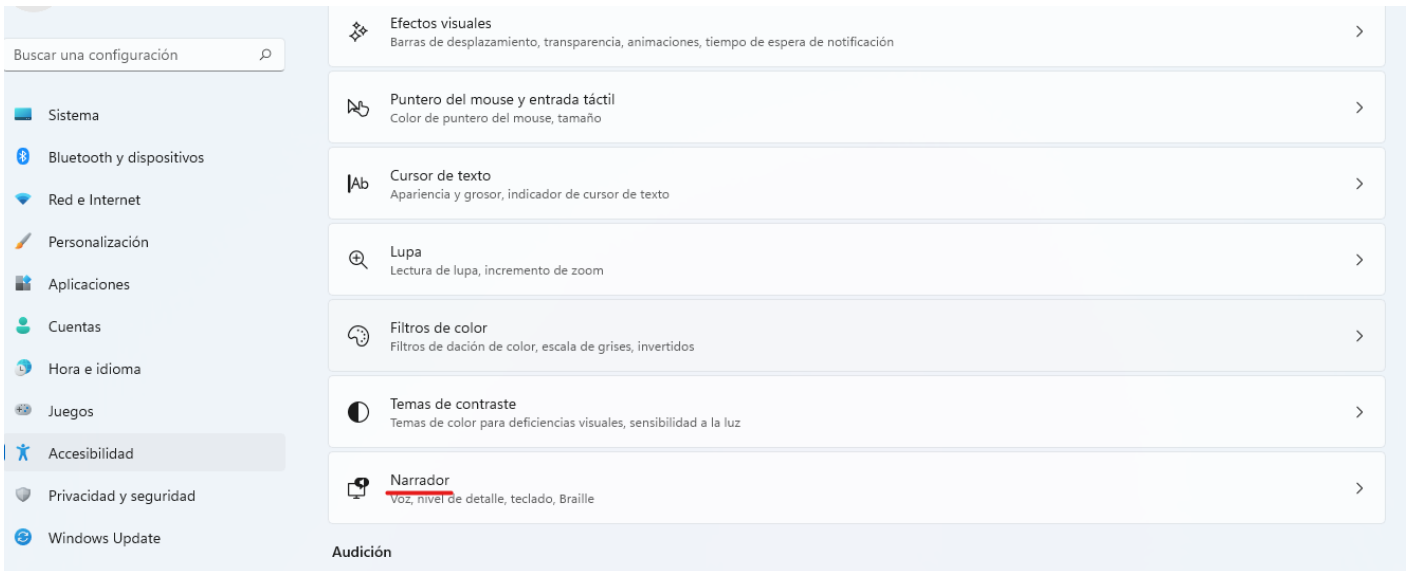 Buscar una configuración
Sistema
Bluetooth y dispositivos
Red e Internet
Personalización
Aplicaciones
Cuentas
Hora e idioma
Juegos
Accesibilidad
Privacidad y seguridad
Windows Update
Efectos visuales
Barras de desplazamiento, transparencia, animaciones, tiempo de espera de notificación
Puntero del mouse y entrada táctil
Color de puntero del mouse, tamaño
Ab
Cursor de texto
Apariencia y grosor, indicador de cursor de texto
Lupa
Lectura de lupa, incremento de zoom
Filtros de color
Filtros de dación de color, escala de grises, invertidos
Temas de contraste
Temas de color para deficiencias visuales, sensibilidad a la luz
Narrador
Voz, nivel de detalle, teclado, Braille
Audición